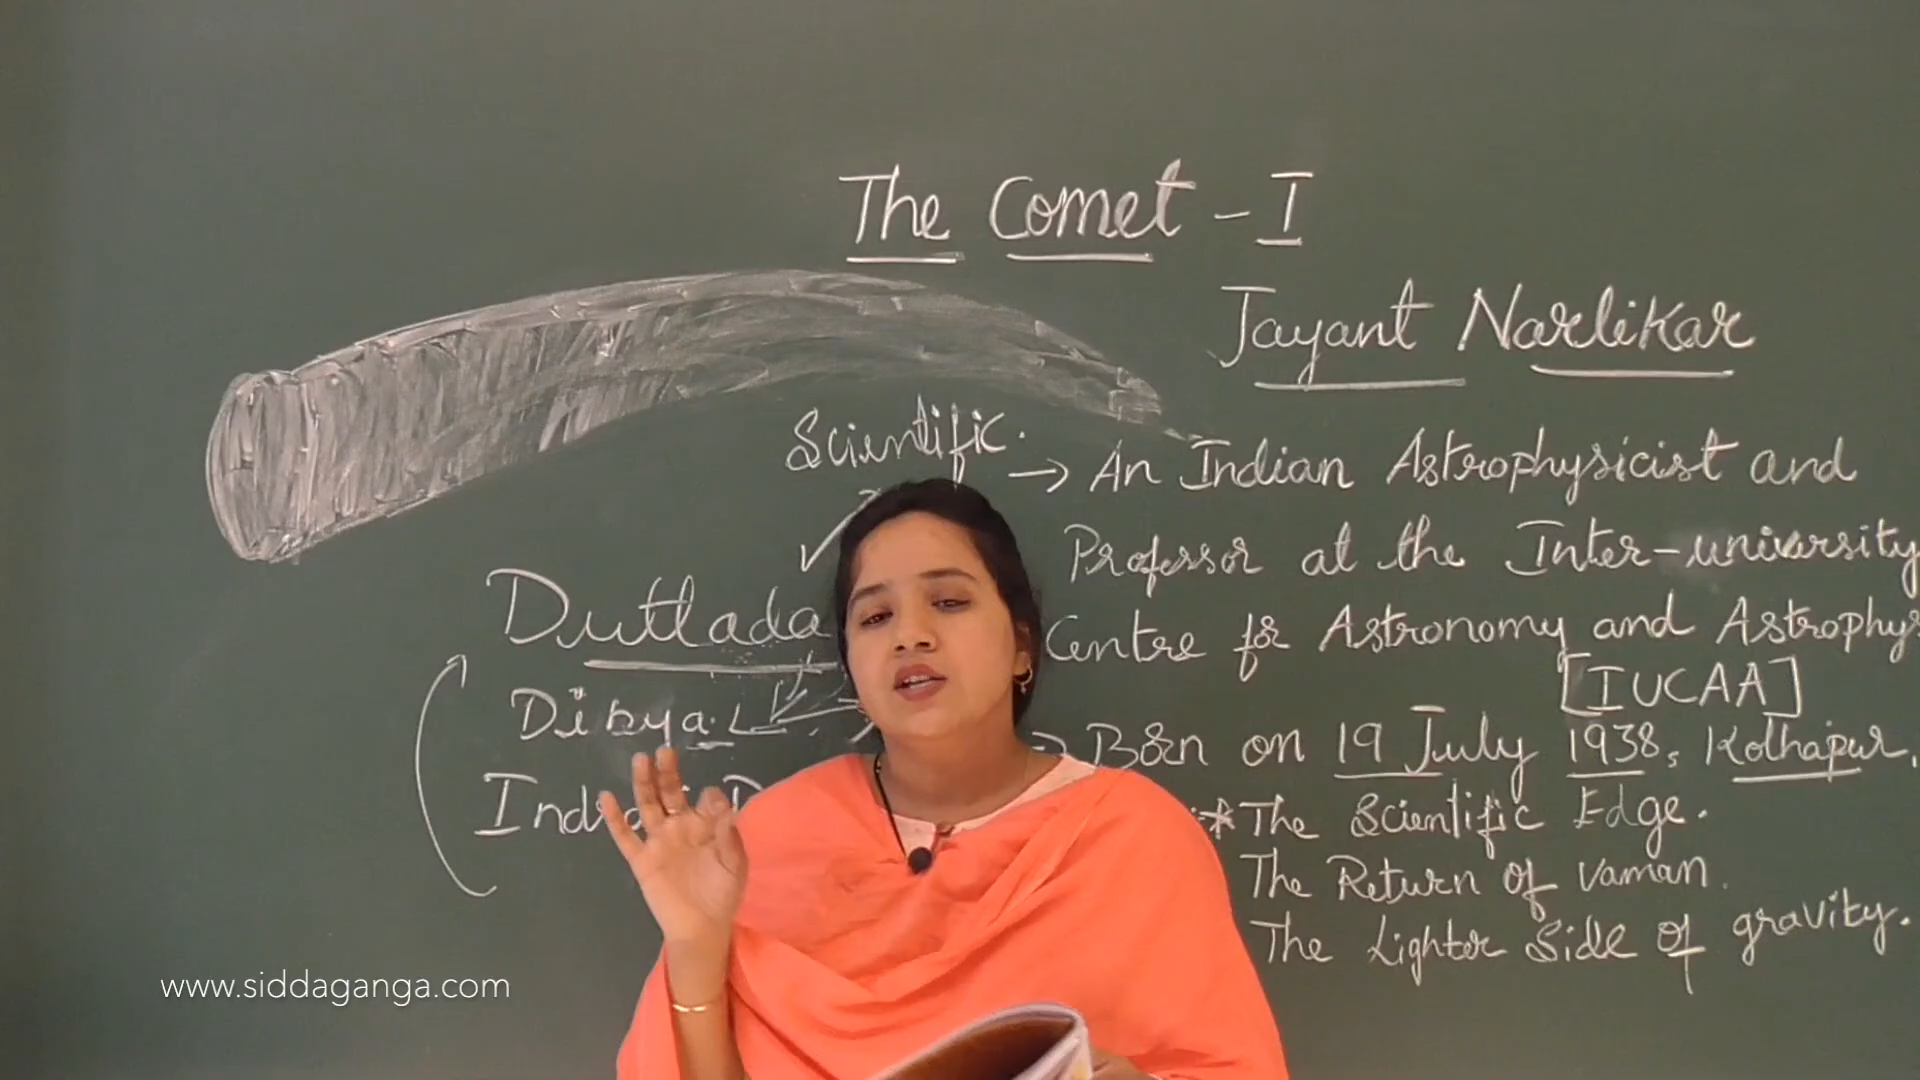 The Comet - I
Jayant Narlikar
Scientific.
→ An Indian Astrophysicist and
Professor at the Inter-university
Centre for Astronomy and Astrophys
[IUCAA]
Dutlada
Dibya.
Born on 19 July 1938, Kolhapur,
* The Scientific Edge.
The Return of Vaman.
The Lighter Side of gravity.
www.siddaganga.com